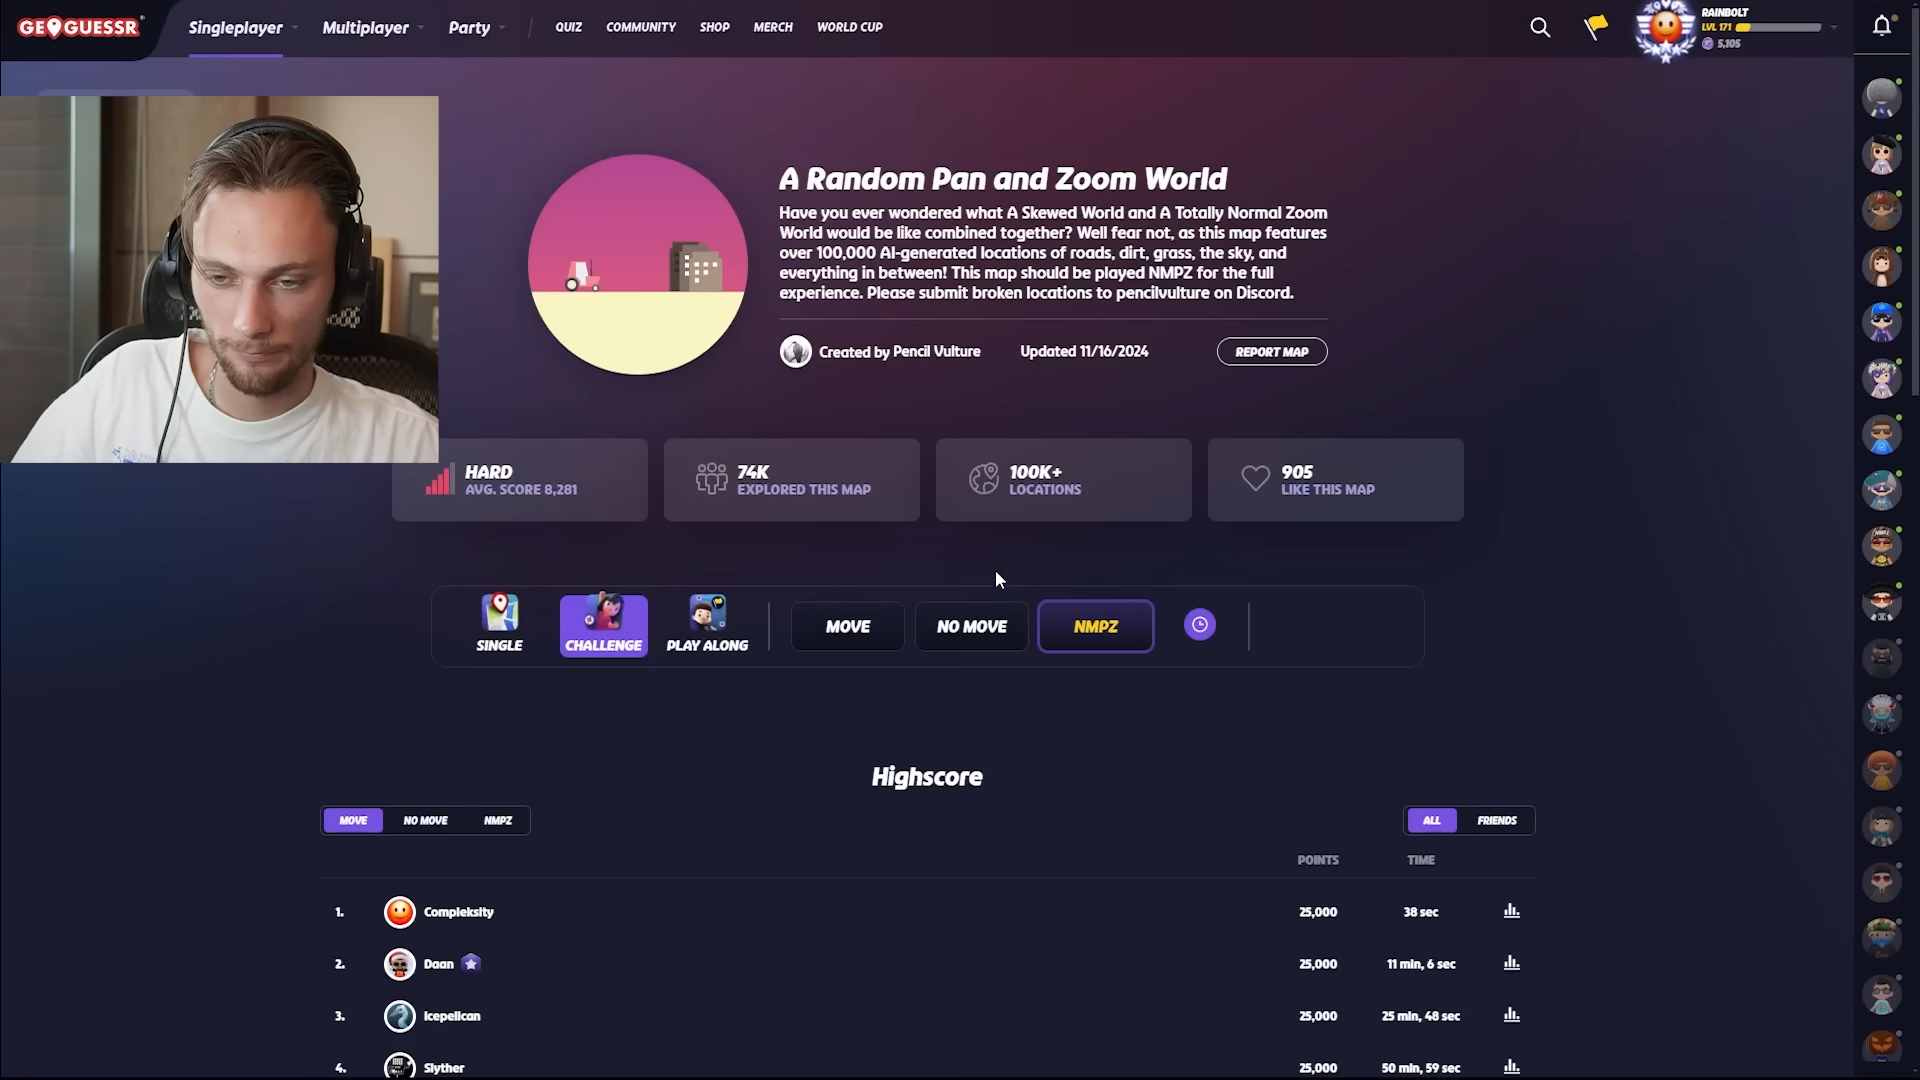 GEOGUESSR
Singleplayer
Multiplayer
Party
QUIZ
COMMUNITY
SHOP
MERCH
WORLD CUP
RAINBOLT
LVL 171
5,105
A Random Pan and Zoom World
Have you ever wondered what A Skewed World and A Totally Normal Zoom
World would be like combined together? Well fear not, as this map features
over 100,000 AI-generated locations of roads, dirt, grass, the sky, and
everything in between! This map should be played NMPZ for the full
experience. Please submit broken locations to pencilvulture on Discord.
Created by Pencil Vulture
Updated 11/16/2024
REPORT MAP
HARD
AVG. SCORE 8,281
74K
EXPLORED THIS MAP
100K+
LOCATIONS
905
LIKE THIS MAP
SINGLE
CHALLENGE
PLAY ALONG
MOVE
NO MOVE
NMPZ
Highscore
MOVE
NO MOVE
NMPZ
ALL
FRIENDS
POINTS
TIME
1.
Compleksity
25,000
38 sec
2.
Daan
25,000
11 min, 6 sec
3.
Icepelican
25,000
25 min, 48 sec
4.
Slyther
25,000
50 min, 59 sec